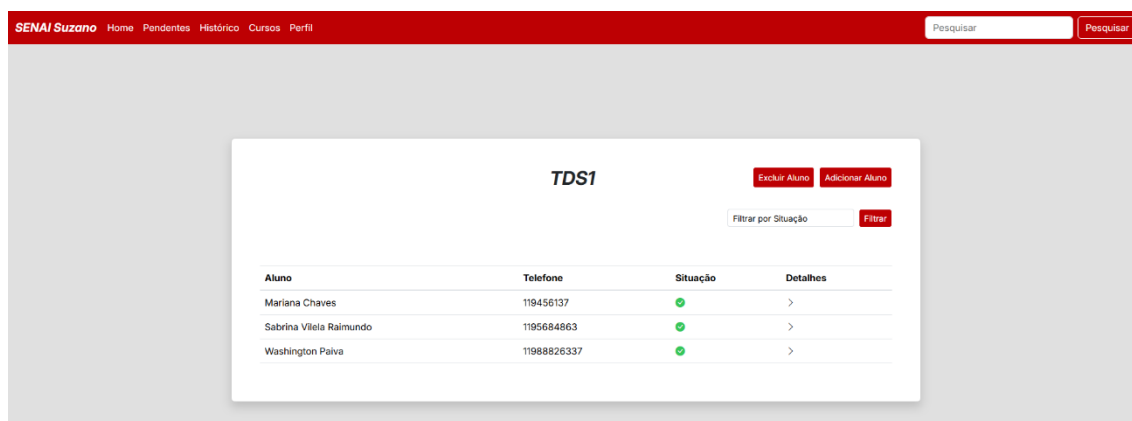 SENAI Suzano Home Pendentes Histórico Cursos Perfil Pesquisar Pesquisar
TDS1 Excluir Aluno Adicionar Aluno
Filtrar por Situação Filtrar
Aluno Telefone Situação Detalhes
Mariana Chaves 119456137
Sabrina Vilela Raimundo 1195684863
Washington Paiva 11988826337